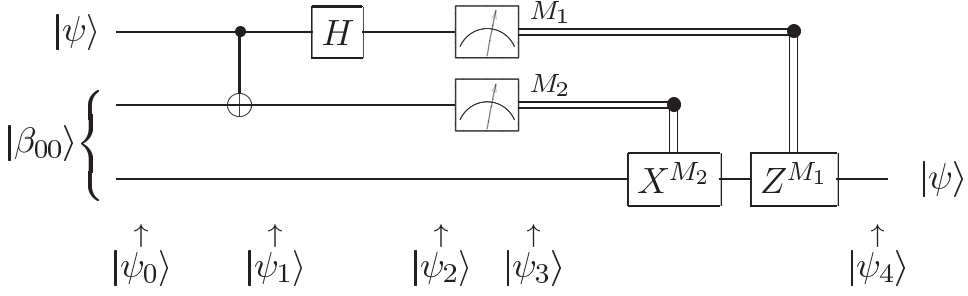 |ψ⟩ H M₁
M₂
|β₀₀⟩
X^{M₂} Z^{M₁} |ψ⟩
↑ ↑ ↑ ↑ ↑
|ψ₀⟩ |ψ₁⟩ |ψ₂⟩ |ψ₃⟩ |ψ₄⟩